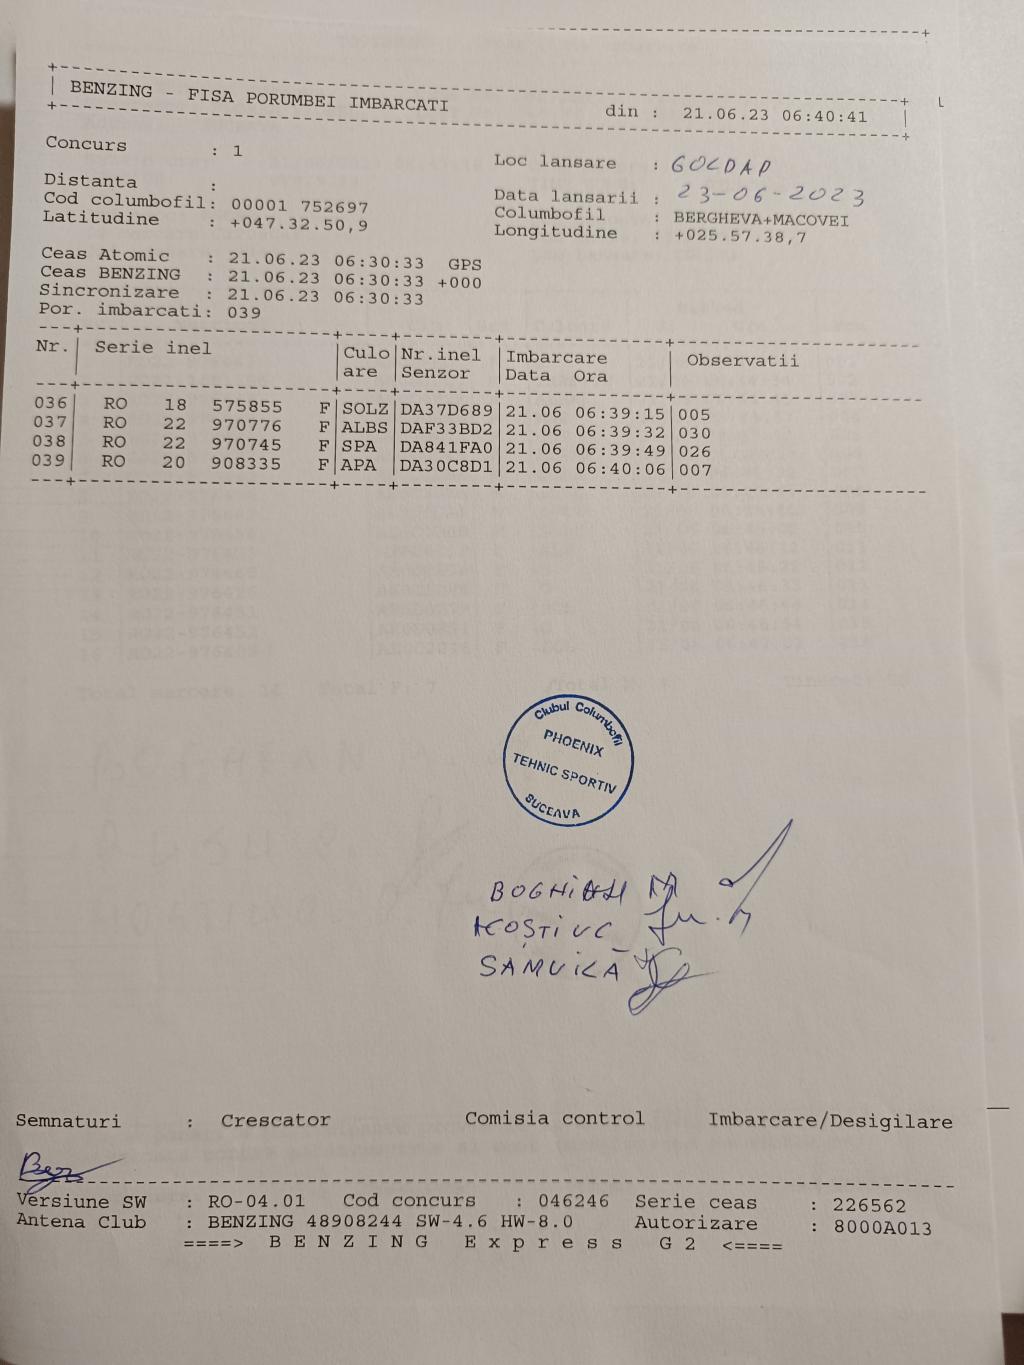 BENZING - FISA PORUMBEI IMBARCATI din : 21.06.23 06:40:41
Concurs : 1
Loc lansare : GOLDAP
Distanta :
Data lansarii : 23-06-2023
Cod columbofil: 00001 752697
Columbofil : BERGHEVA+MACOVEI
Latitudine : +047.32.50,9
Longitudine : +025.57.38,7
Ceas Atomic : 21.06.23 06:30:33 GPS
Ceas BENZING : 21.06.23 06:30:33 +000
Sincronizare : 21.06.23 06:30:33
Por. imbarcati: 039
Nr. Serie inel Culo Nr.inel Imbarcare Observatii
are Senzor Data Ora
036 RO 18 575855 F SOLZ DA37D689 21.06 06:39:15 005
037 RO 22 970776 F ALBS DAF33BD2 21.06 06:39:32 030
038 RO 22 970745 F SPA DA841FA0 21.06 06:39:49 026
039 RO 20 908335 F APA DA30C8D1 21.06 06:40:06 007
Clubul Columbofil
PHOENIX
TEHNIC SPORTIV
SUCEAVA
SAMUILĂ
Semnaturi : Crescator Comisia control Imbarcare/Desigilare
Versiune SW : RO-04.01 Cod concurs : 046246 Serie ceas : 226562
Antena Club : BENZING 48908244 SW-4.6 HW-8.0 Autorizare : 8000A013
====> B E N Z I N G E x p r e s s G 2 <====